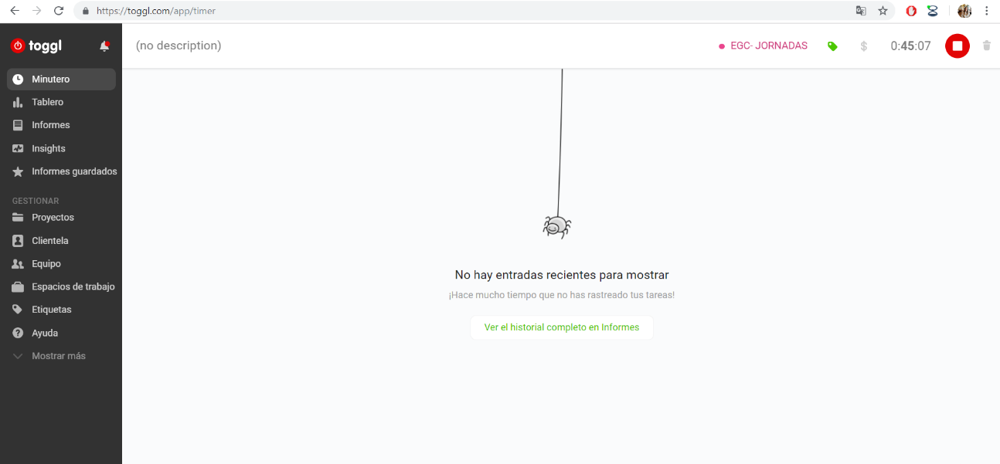 https://toggl.com/app/timer
toggl
(no description)
EGC- JORNADAS
$
0:45:07
Minutero
Tablero
Informes
Insights
Informes guardados
GESTIONAR
Proyectos
Clientela
Equipo
Espacios de trabajo
Etiquetas
Ayuda
Mostrar más
No hay entradas recientes para mostrar
¡Hace mucho tiempo que no has rastreado tus tareas!
Ver el historial completo en Informes